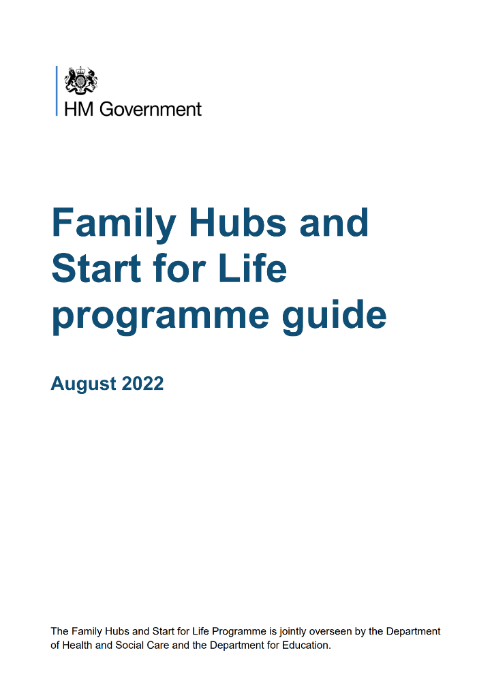 HM Government
Family Hubs and
Start for Life
programme guide
August 2022
The Family Hubs and Start for Life Programme is jointly overseen by the Department
of Health and Social Care and the Department for Education.